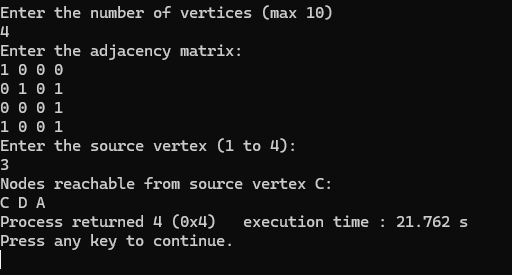 Enter the number of vertices (max 10)
4
Enter the adjacency matrix:
1 0 0 0
0 1 0 1
0 0 0 1
1 0 0 1
Enter the source vertex (1 to 4):
3
Nodes reachable from source vertex C:
C D A
Process returned 4 (0x4)   execution time : 21.762 s
Press any key to continue.